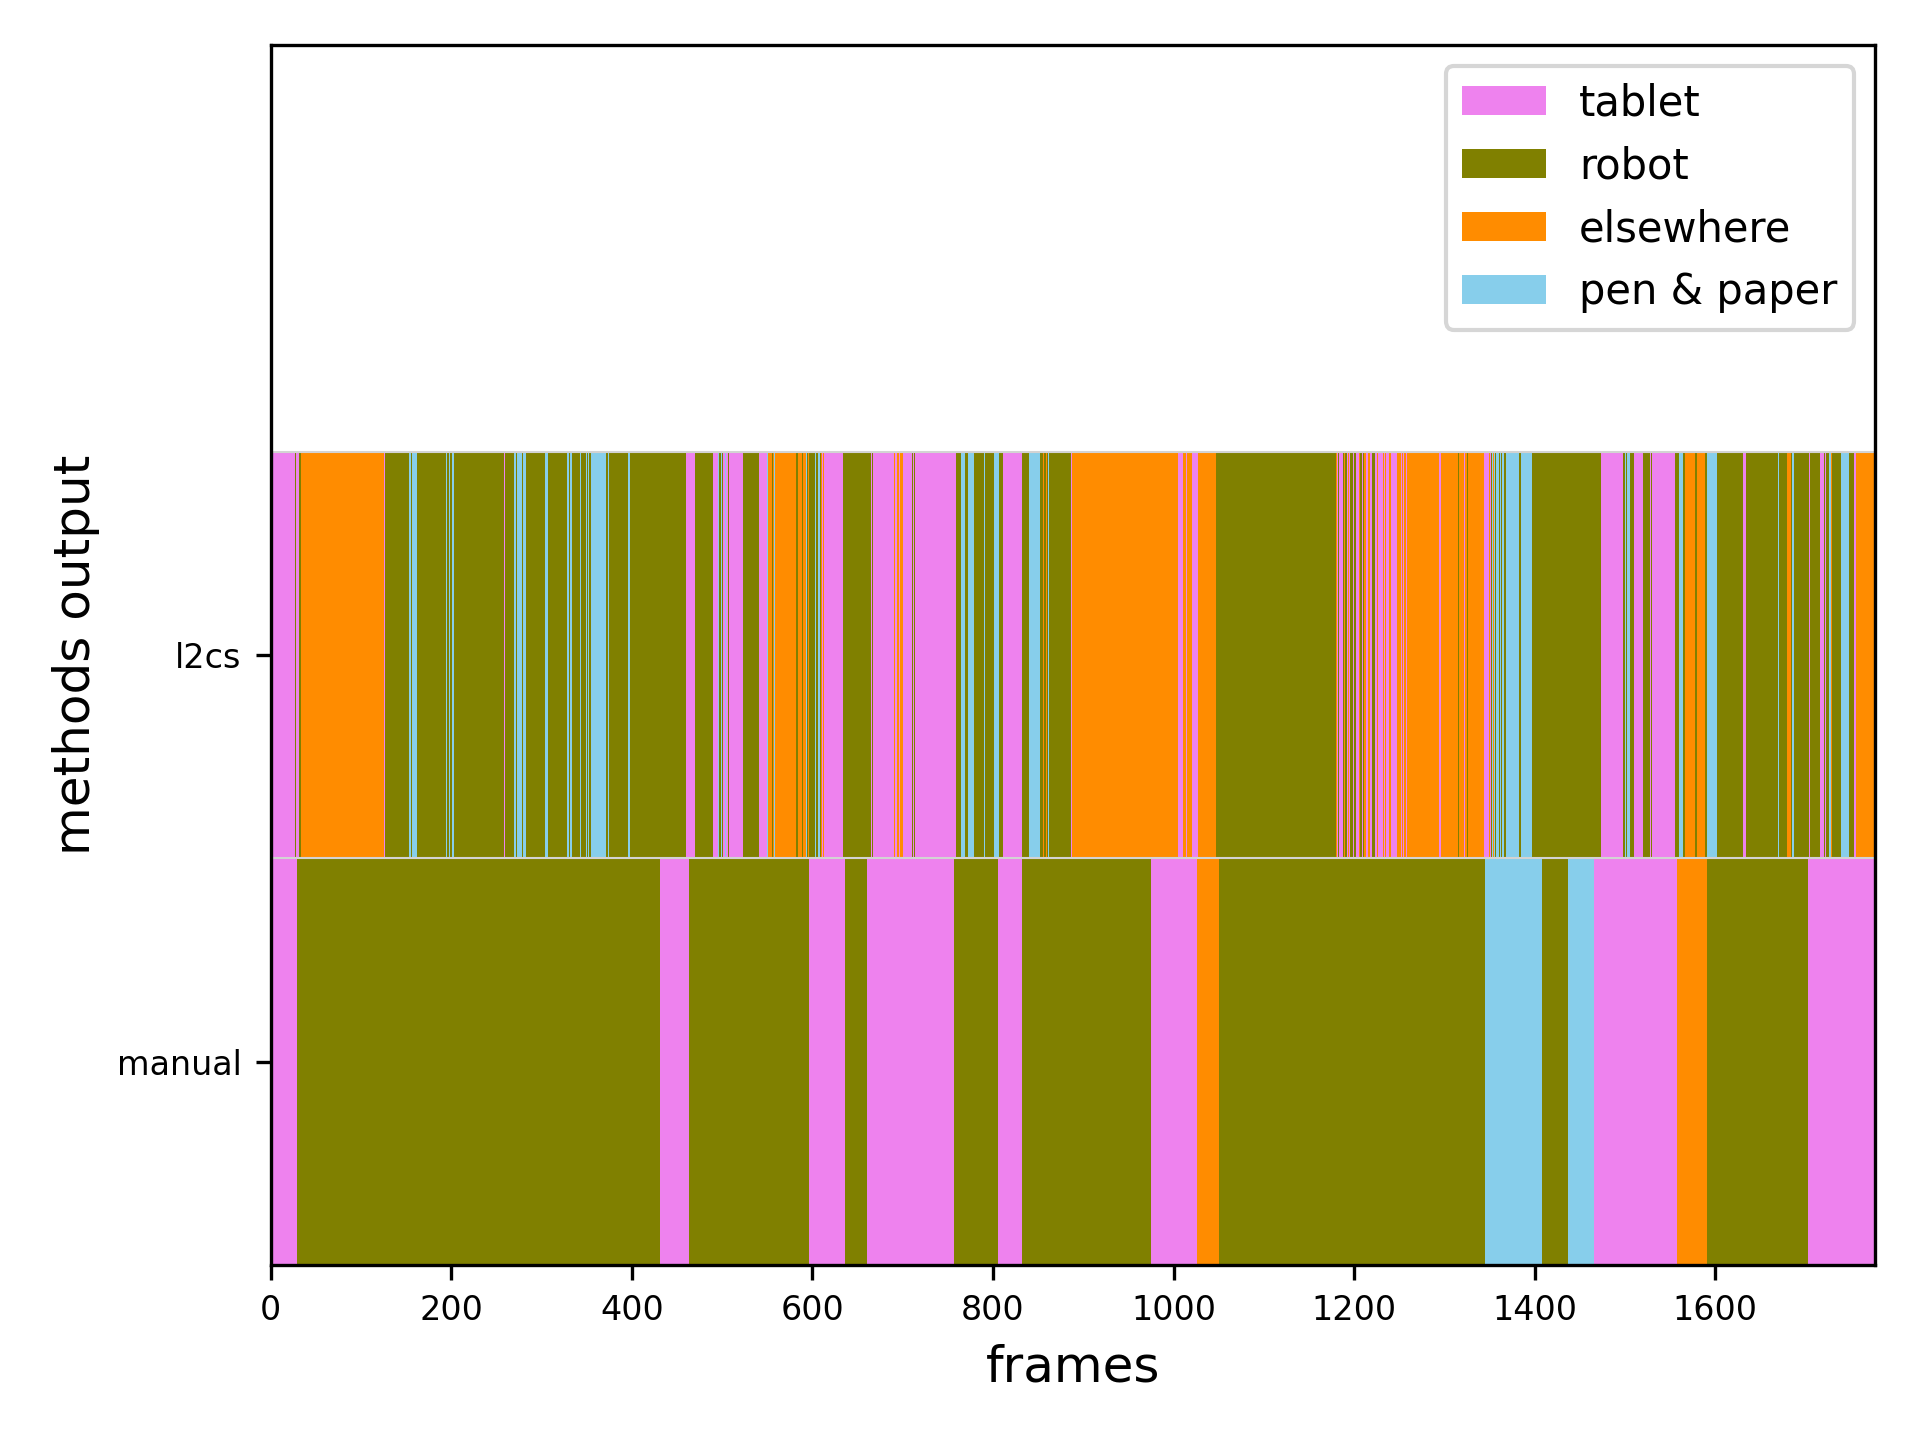 tablet
robot
elsewhere
pen & paper
methods output
l2cs
manual
0 200 400 600 800 1000 1200 1400 1600
frames